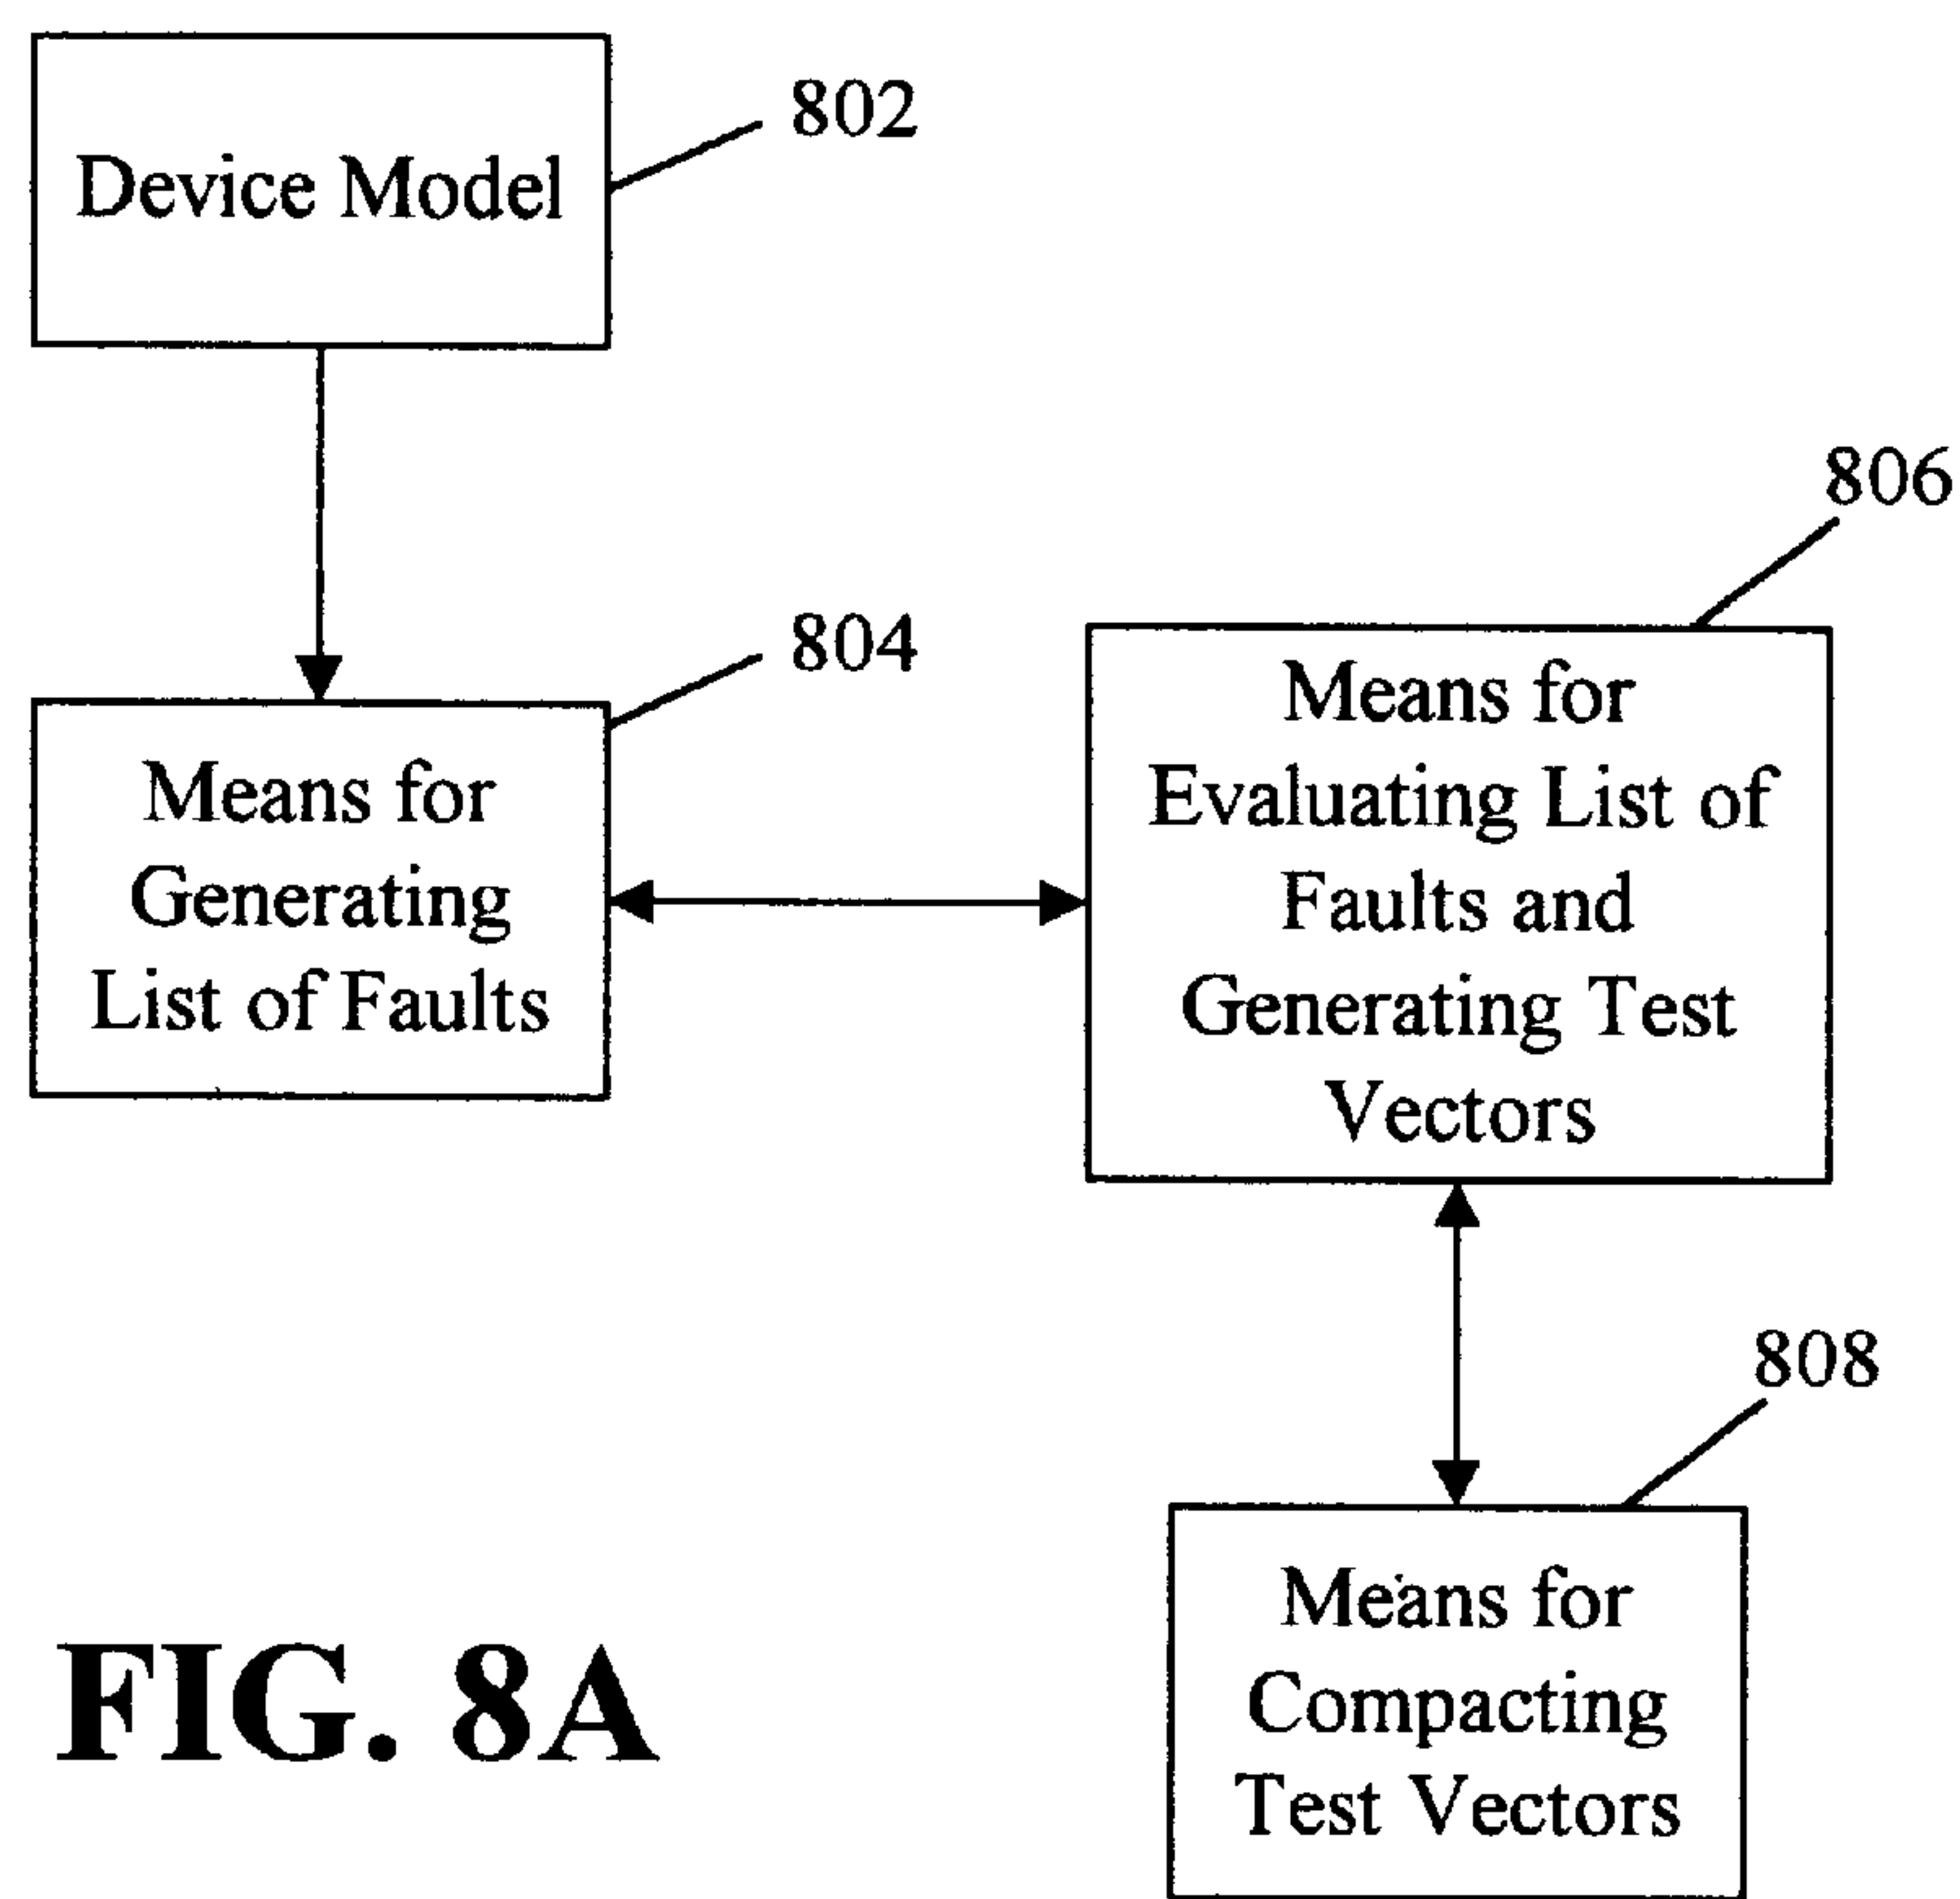 802
Device Model
806
804
Means for
Generating
List of Faults
Means for
Evaluating List of
Faults and
Generating Test
Vectors
808
Means for
Compacting
Test Vectors
FIG. 8A